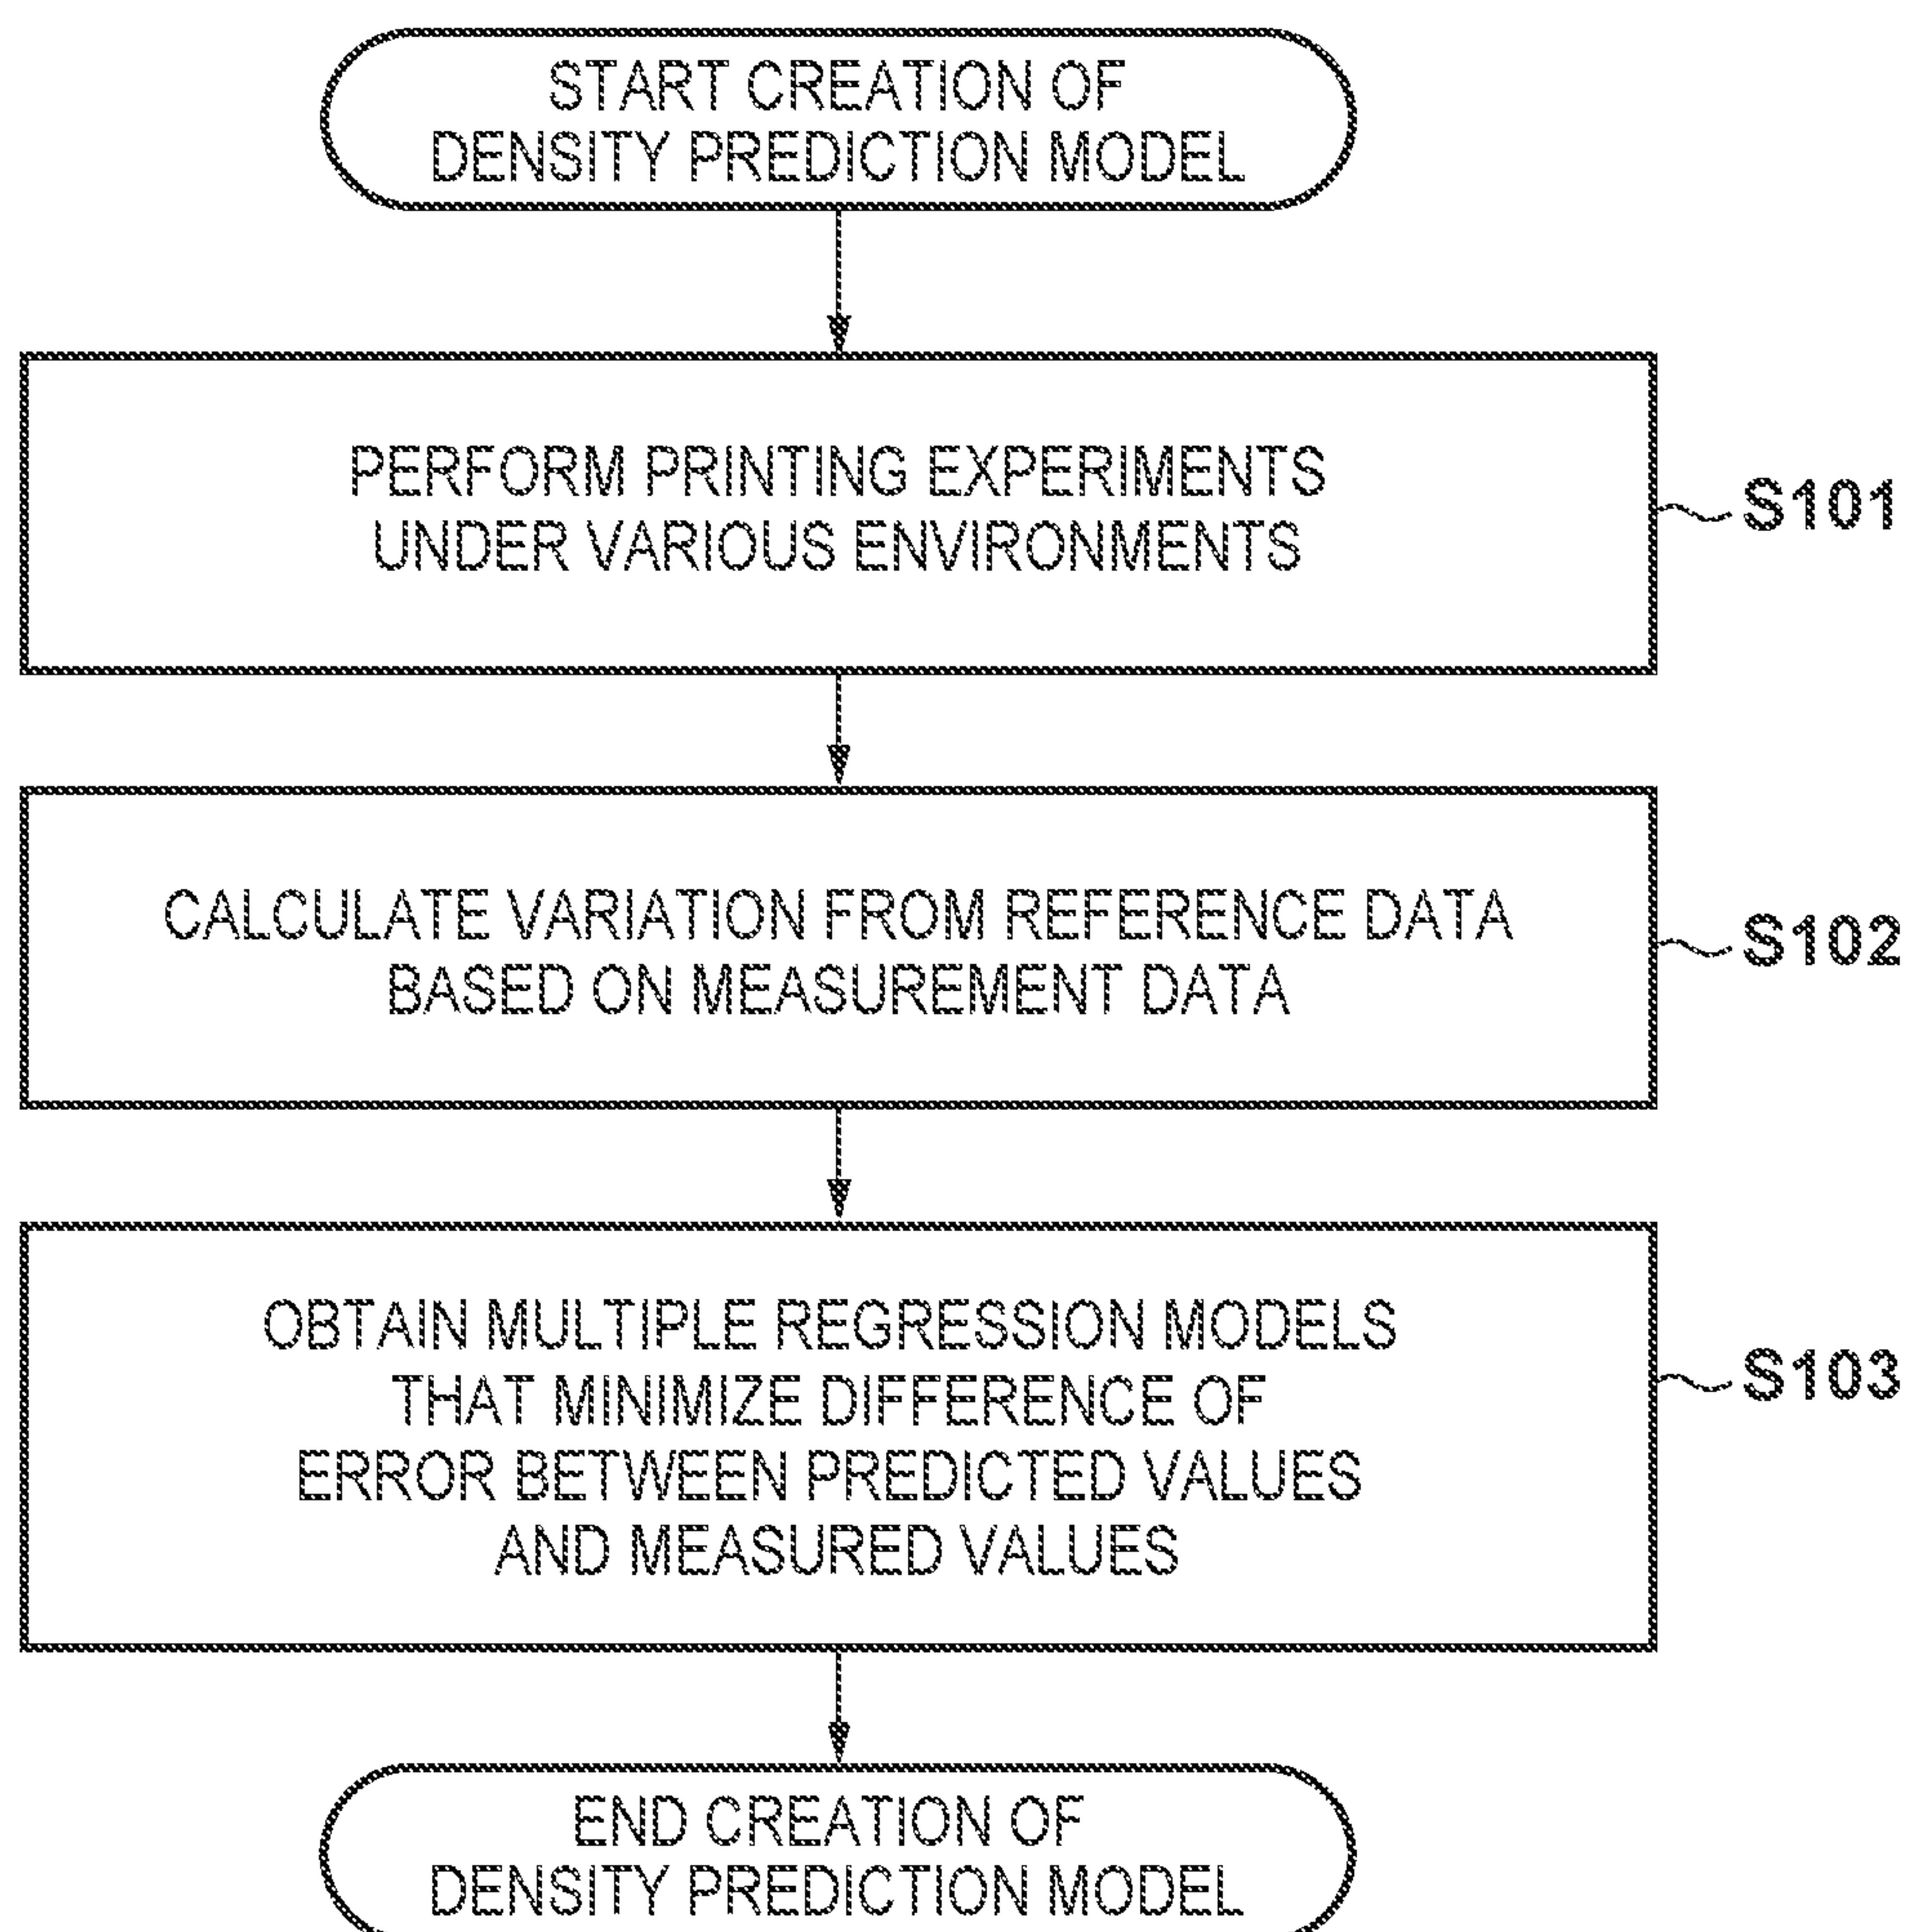 START CREATION OF
DENSITY PREDICTION MODEL
PERFORM PRINTING EXPERIMENTS
UNDER VARIOUS ENVIRONMENTS
S101
CALCULATE VARIATION FROM REFERENCE DATA
BASED ON MEASUREMENT DATA
S102
OBTAIN MULTIPLE REGRESSION MODELS
THAT MINIMIZE DIFFERENCE OF
ERROR BETWEEN PREDICTED VALUES
AND MEASURED VALUES
S103
END CREATION OF
DENSITY PREDICTION MODEL